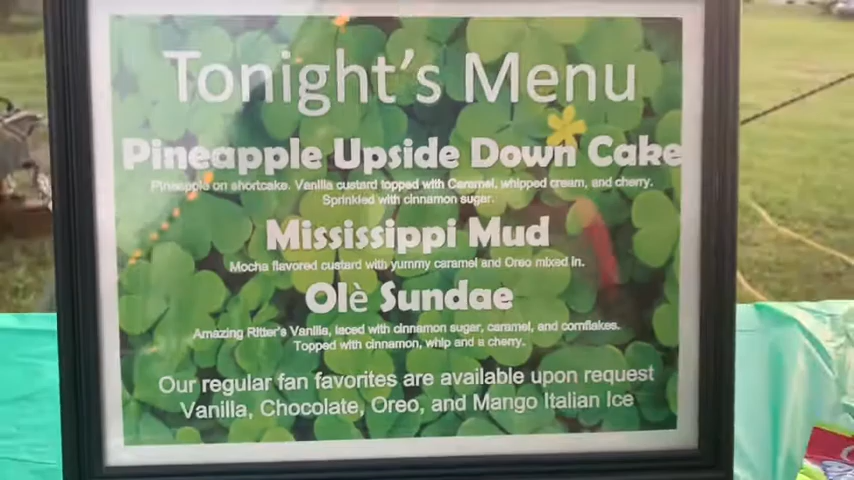 Tonight's Menu
Pineapple Upside Down Cake
Pineapple on shortcake. Vanilla custard topped with Caramel, whipped cream, and cherry.
Sprinkled with cinnamon sugar.
Mississippi Mud
Mocha flavored custard with yummy caramel and Oreo mixed in.
Olè Sundae
Amazing Ritter's Vanilla, laced with cinnamon sugar, caramel, and cornflakes.
Topped with cinnamon, whip and a cherry.
Our regular fan favorites are available upon request.
Vanilla, Chocolate, Oreo, and Mango Italian Ice.